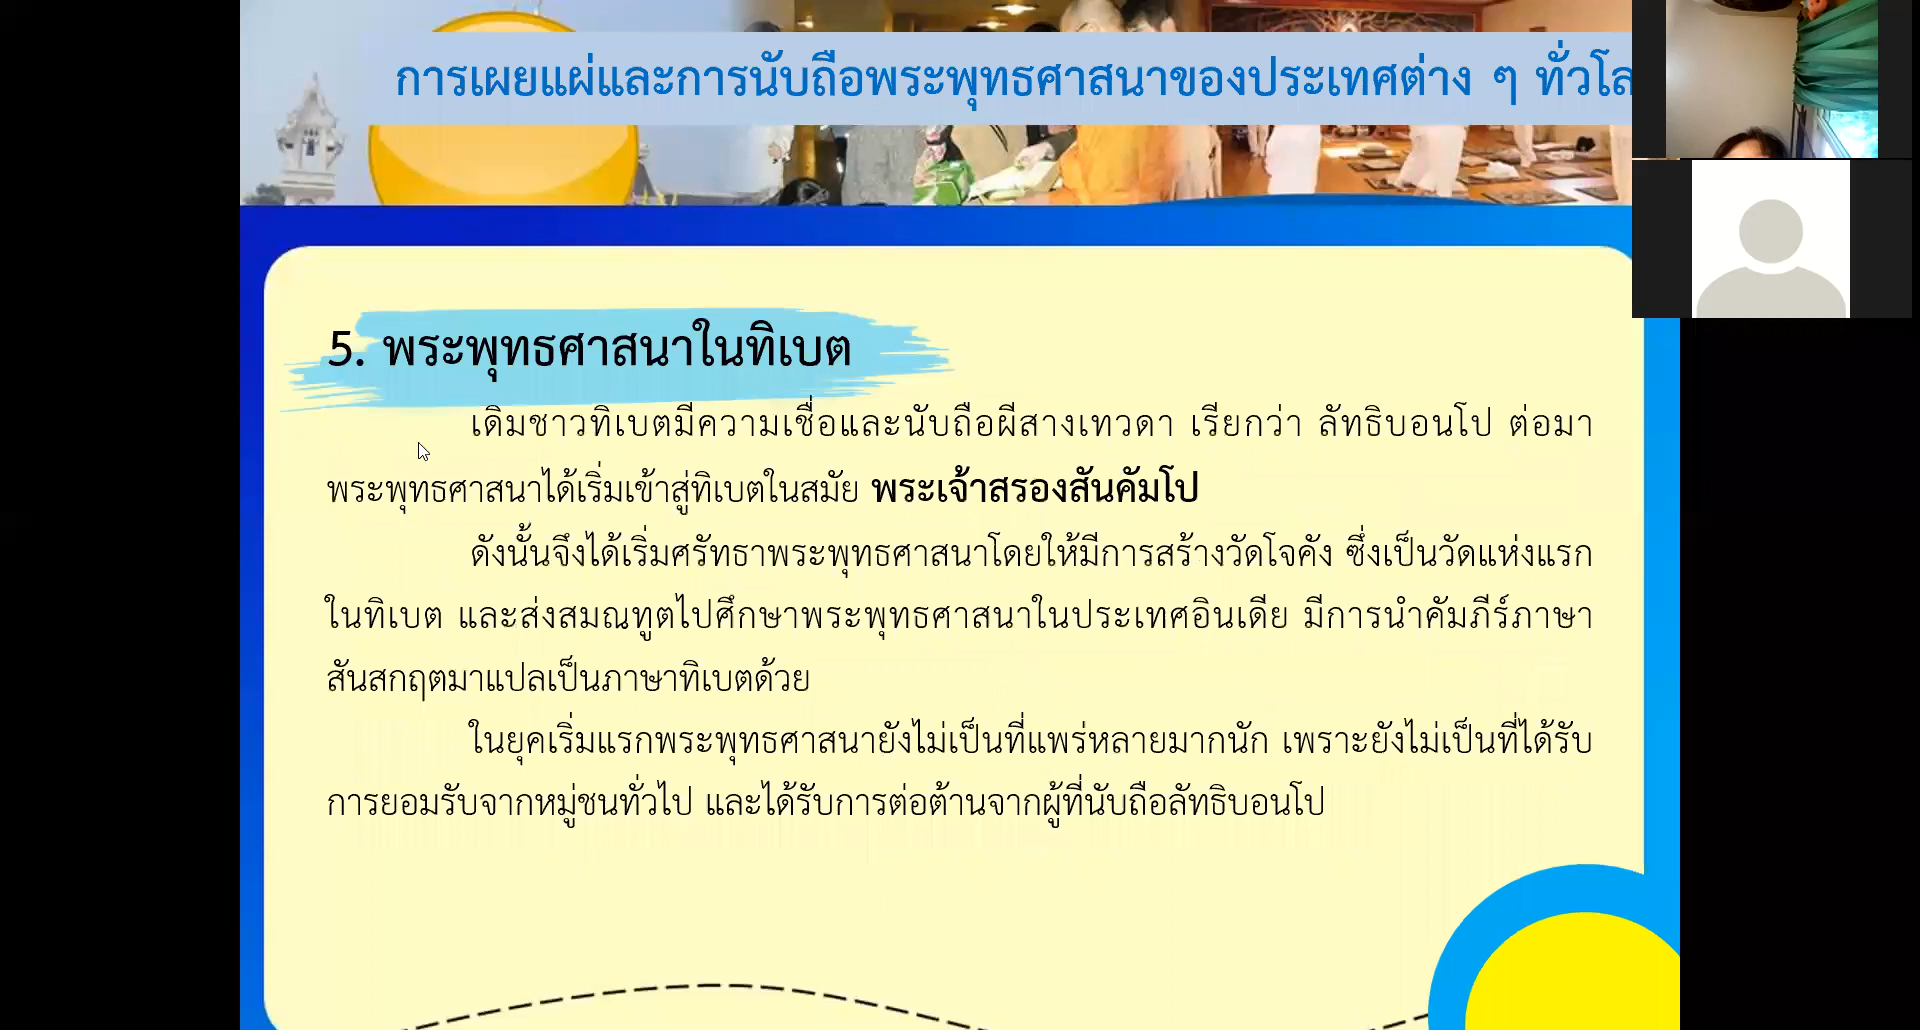 การเผยแผ่และการนับถือพระพุทธศาสนาของประเทศต่าง ๆ ทั่วโล
5. พระพุทธศาสนาในทิเบต
เดิมชาวทิเบตมีความเชื่อและนับถือผีสางเทวดา เรียกว่า ลัทธิบอนโป ต่อมา
พระพุทธศาสนาได้เริ่มเข้าสู่ทิเบตในสมัย พระเจ้าสรองสันคัมโป
ดังนั้นจึงได้เริ่มศรัทธาพระพุทธศาสนาโดยให้มีการสร้างวัดโจคัง ซึ่งเป็นวัดแห่งแรก
ในทิเบต และส่งสมณทูตไปศึกษาพระพุทธศาสนาในประเทศอินเดีย มีการนำคัมภีร์ภาษา
สันสกฤตมาแปลเป็นภาษาทิเบตด้วย
ในยุคเริ่มแรกพระพุทธศาสนายังไม่เป็นที่แพร่หลายมากนัก เพราะยังไม่เป็นที่ได้รับ
การยอมรับจากหมู่ชนทั่วไป และได้รับการต่อต้านจากผู้ที่นับถือลัทธิบอนโป